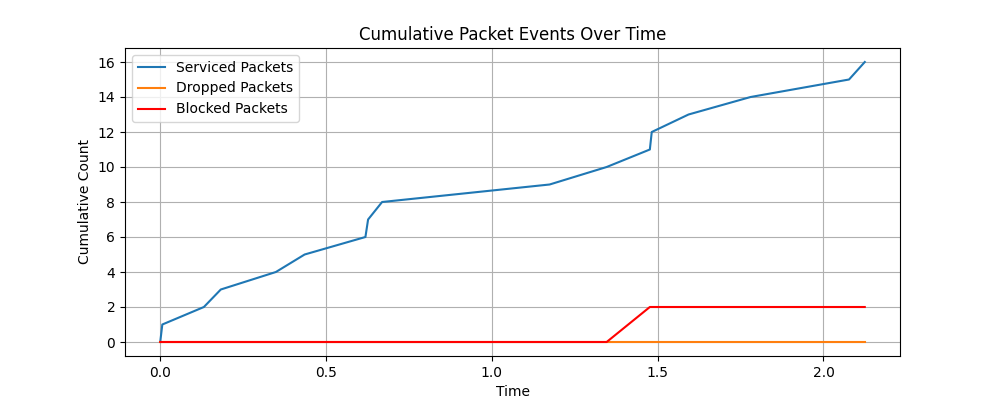 Cumulative Packet Events Over Time
Serviced Packets
Dropped Packets
Blocked Packets
Cumulative Count
16
14
12
10
8
6
4
2
0
0.0 0.5 1.0 1.5 2.0
Time